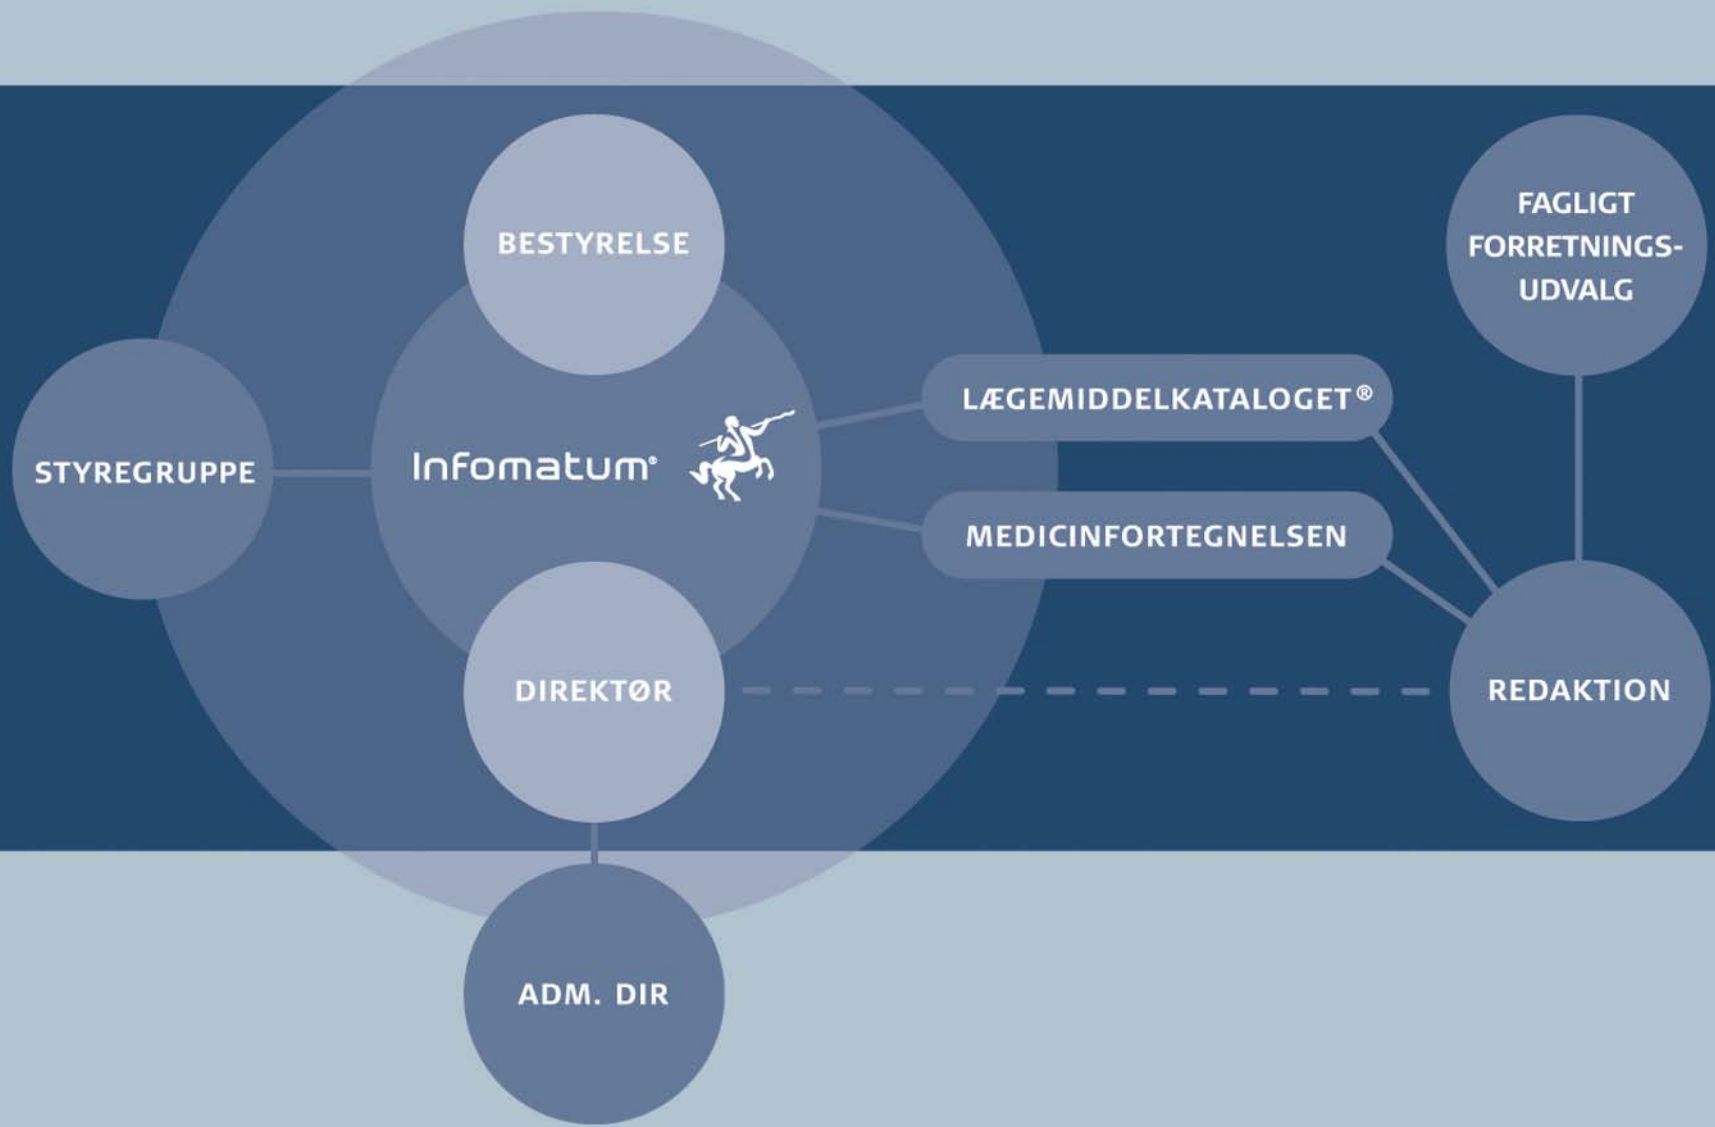 BESTYRELSE
FAGLIGT
FORRETNINGS-
UDVALG
STYREGRUPPE
Infomatum®
LÆGEMIDDELKATALOGET®
MEDICINFORTEGNELSEN
DIREKTØR
REDAKTION
ADM. DIR